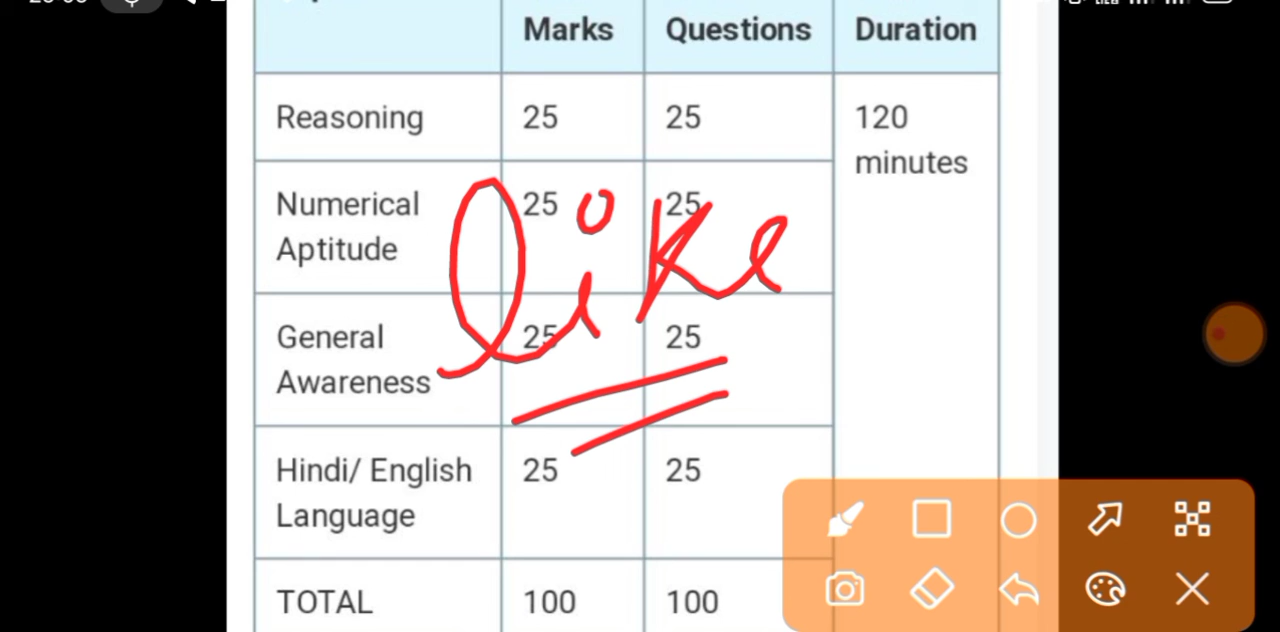 Marks Questions Duration
Reasoning 25 25 120 minutes
Numerical Aptitude 25 25
General Awareness 25 25
Hindi/ English Language 25 25
TOTAL 100 100
like